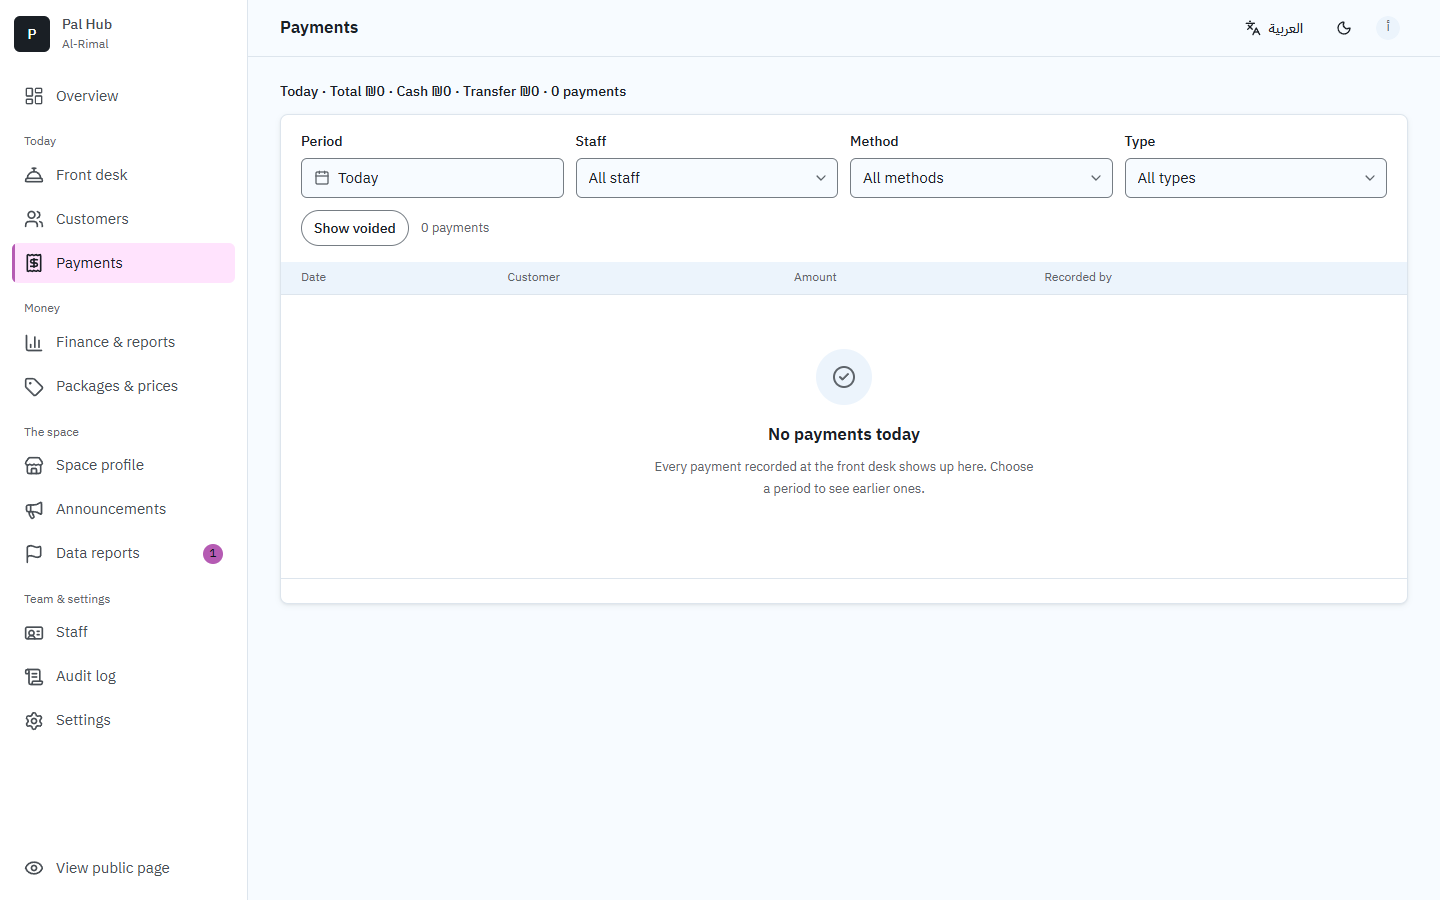 P
Pal Hub
Al-Rimal
Overview
Today
Front desk
Customers
Payments
Money
Finance & reports
Packages & prices
The space
Space profile
Announcements
Data reports
1
Team & settings
Staff
Audit log
Settings
View public page
Payments
العربية
أ
Today · Total ₪0 · Cash ₪0 · Transfer ₪0 · 0 payments
Period
Staff
Method
Type
Today
All staff
All methods
All types
Show voided
0 payments
Date
Customer
Amount
Recorded by
No payments today
Every payment recorded at the front desk shows up here. Choose
a period to see earlier ones.